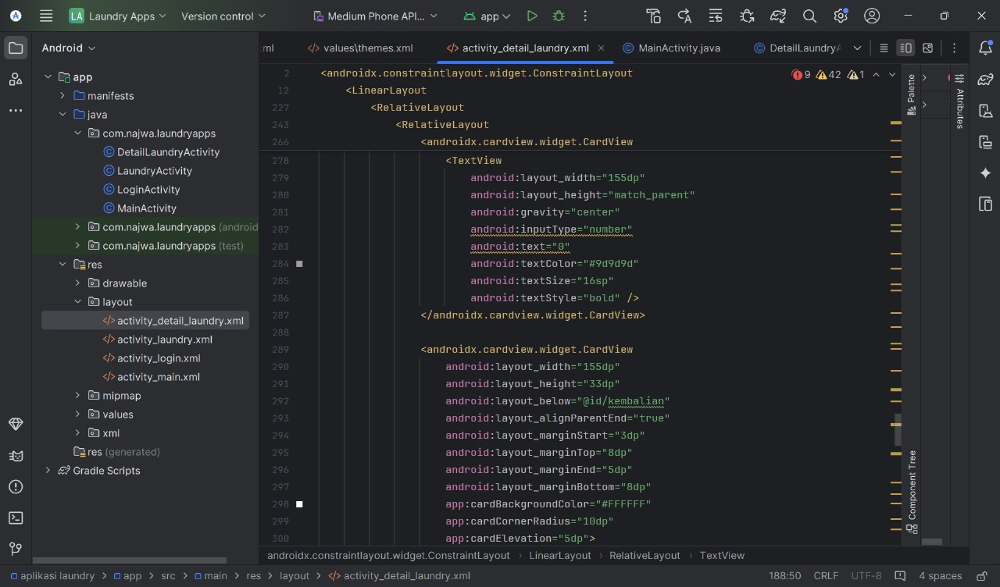 LA Laundry Apps Version control Medium Phone API... app
Android
ml values\themes.xml activity_detail_laundry.xml MainActivity.java DetailLaundryA
app
manifests
java
com.najwa.laundryapps
DetailLaundryActivity
LaundryActivity
LoginActivity
MainActivity
com.najwa.laundryapps (android
com.najwa.laundryapps (test)
res
drawable
layout
activity_detail_laundry.xml
activity_laundry.xml
activity_login.xml
activity_main.xml
mipmap
values
xml
res (generated)
Gradle Scripts
9 42 1
2 <androidx.constraintlayout.widget.ConstraintLayout
12 <LinearLayout
227 <RelativeLayout
243 <RelativeLayout
266 <androidx.cardview.widget.CardView
278 <TextView
279 android:layout_width="155dp"
280 android:layout_height="match_parent"
281 android:gravity="center"
282 android:inputType="number"
283 android:text="0"
284 android:textColor="#9d9d9d"
285 android:textSize="16sp"
286 android:textStyle="bold" />
287 </androidx.cardview.widget.CardView>
288
289 <androidx.cardview.widget.CardView
290 android:layout_width="155dp"
291 android:layout_height="33dp"
292 android:layout_below="@id/kembalian"
293 android:layout_alignParentEnd="true"
294 android:layout_marginStart="3dp"
295 android:layout_marginTop="8dp"
296 android:layout_marginEnd="5dp"
297 android:layout_marginBottom="8dp"
298 app:cardBackgroundColor="#FFFFFF"
299 app:cardCornerRadius="10dp"
300 app:cardElevation="5dp">
Palette
Attributes
Component Tree
androidx.constraintlayout.widget.ConstraintLayout > LinearLayout > RelativeLayout > TextView
aplikasi laundry > app > src > main > res > layout > activity_detail_laundry.xml 188:50 CRLF UTF-8 4 spaces